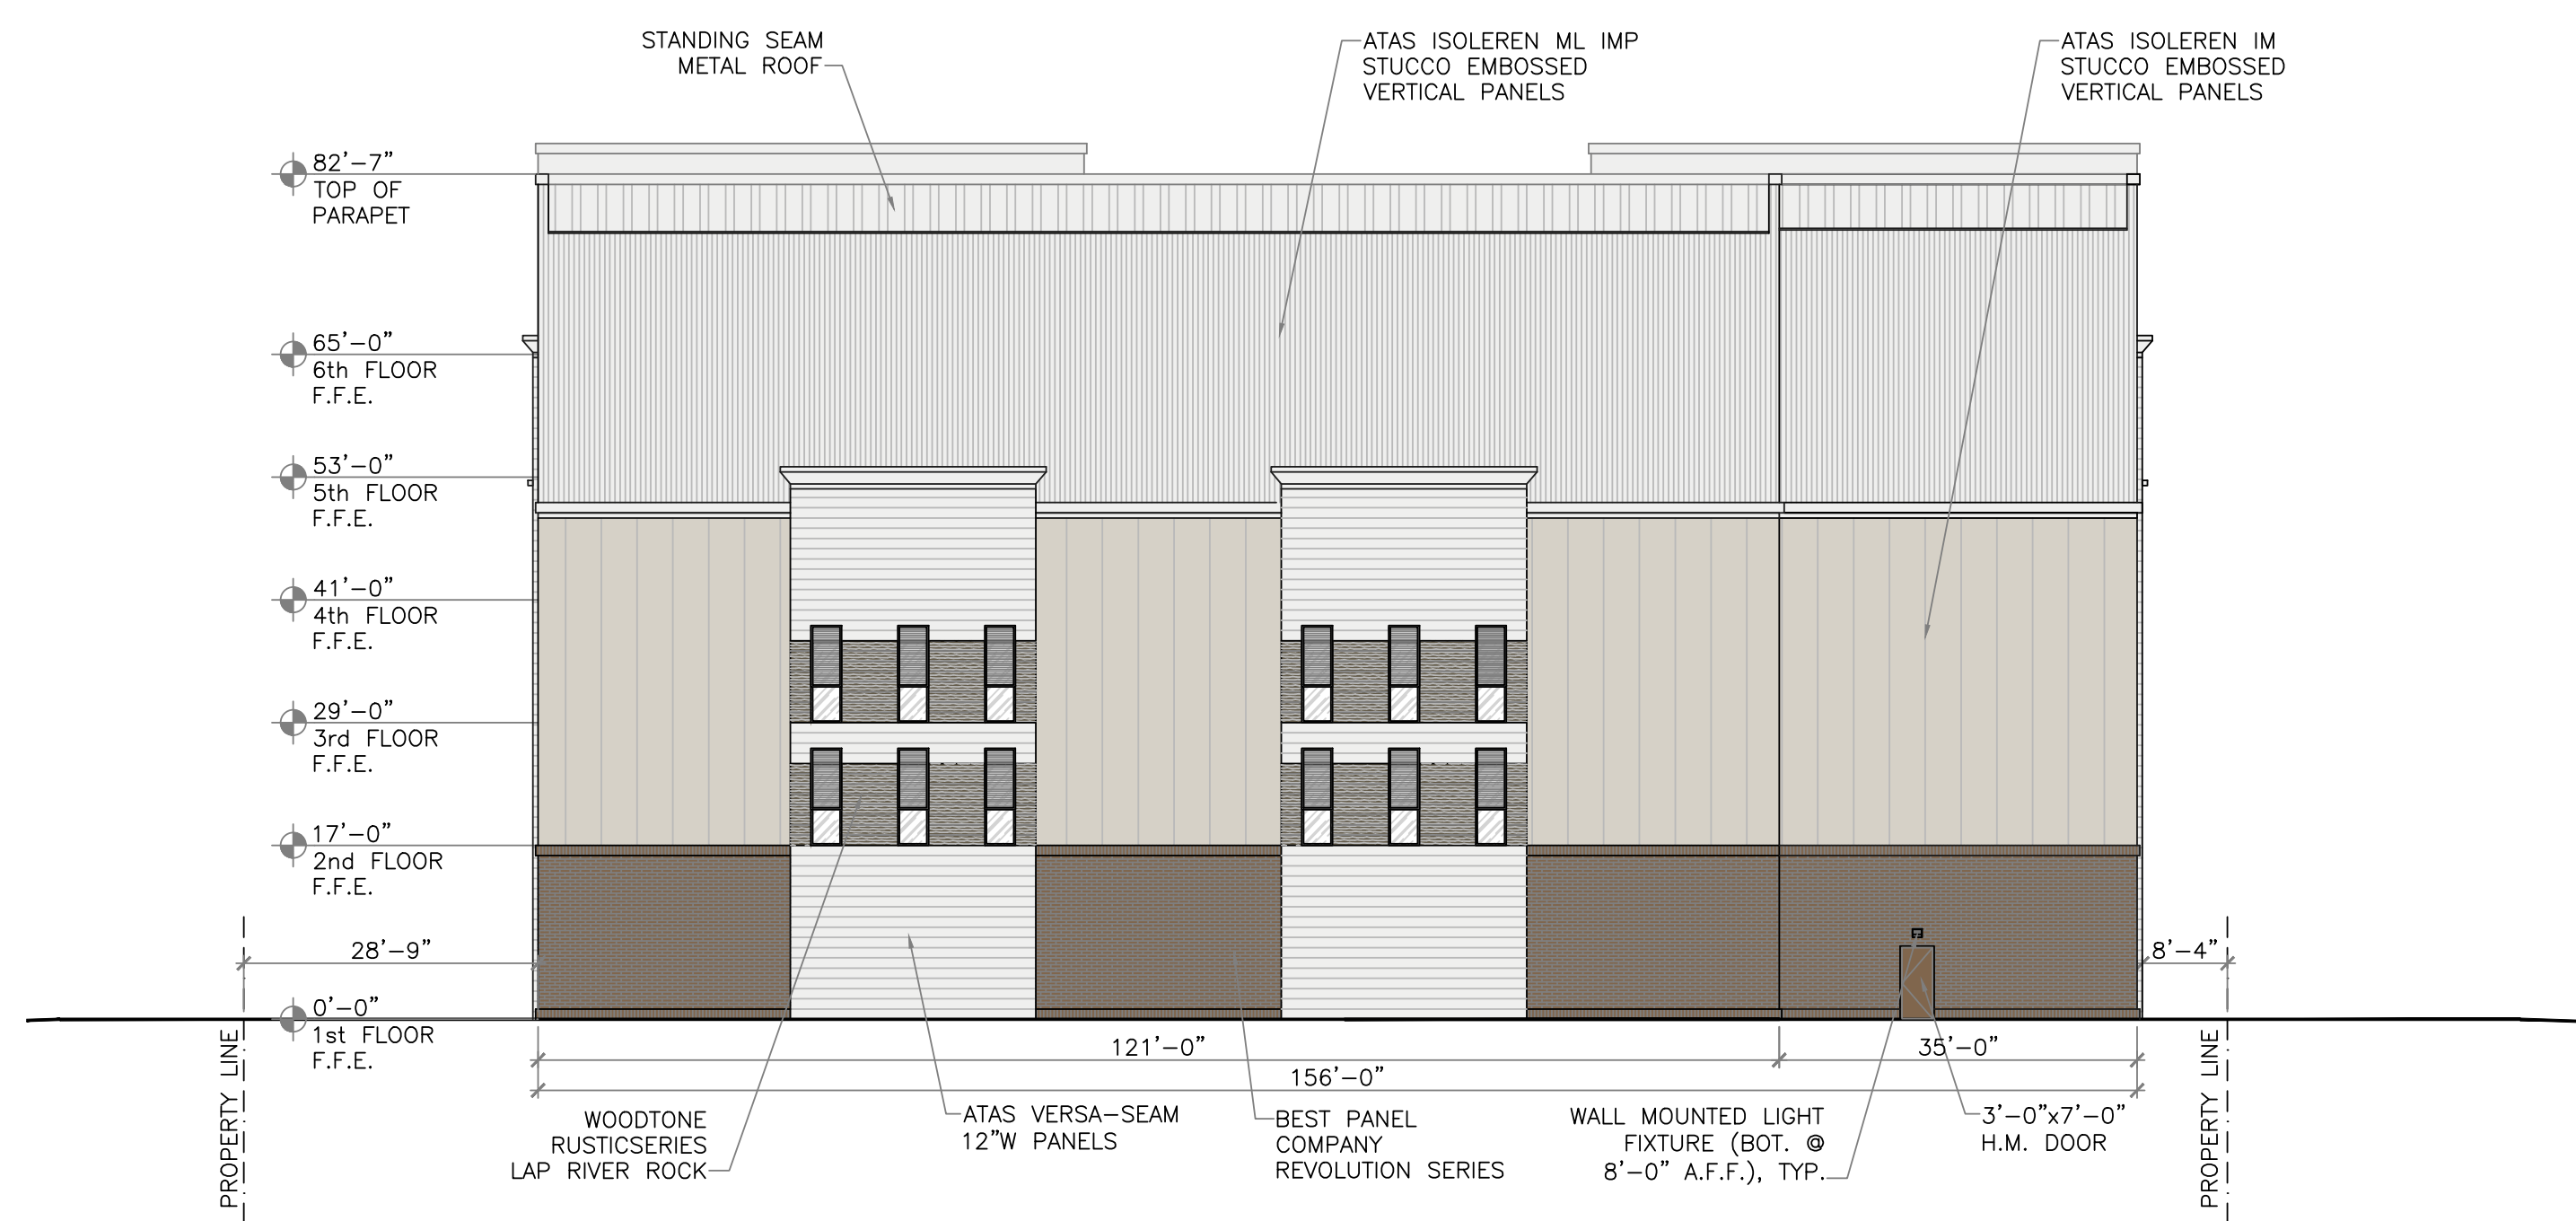 STANDING SEAM
METAL ROOF
ATAS ISOLEREN ML IMP
STUCCO EMBOSSED
VERTICAL PANELS
ATAS ISOLEREN IM
STUCCO EMBOSSED
VERTICAL PANELS
82'-7"
TOP OF
PARAPET
65'-0"
6th FLOOR
F.F.E.
53'-0"
5th FLOOR
F.F.E.
41'-0"
4th FLOOR
F.F.E.
29'-0"
3rd FLOOR
F.F.E.
17'-0"
2nd FLOOR
F.F.E.
28'-9"
8'-4"
0'-0"
1st FLOOR
F.F.E.
PROPERTY LINE
PROPERTY LINE
121'-0"
35'-0"
156'-0"
WOODTONE
RUSTICSERIES
LAP RIVER ROCK
ATAS VERSA-SEAM
12"W PANELS
BEST PANEL
COMPANY
REVOLUTION SERIES
WALL MOUNTED LIGHT
FIXTURE (BOT. @
8'-0" A.F.F.), TYP.
3'-0"x7'-0"
H.M. DOOR